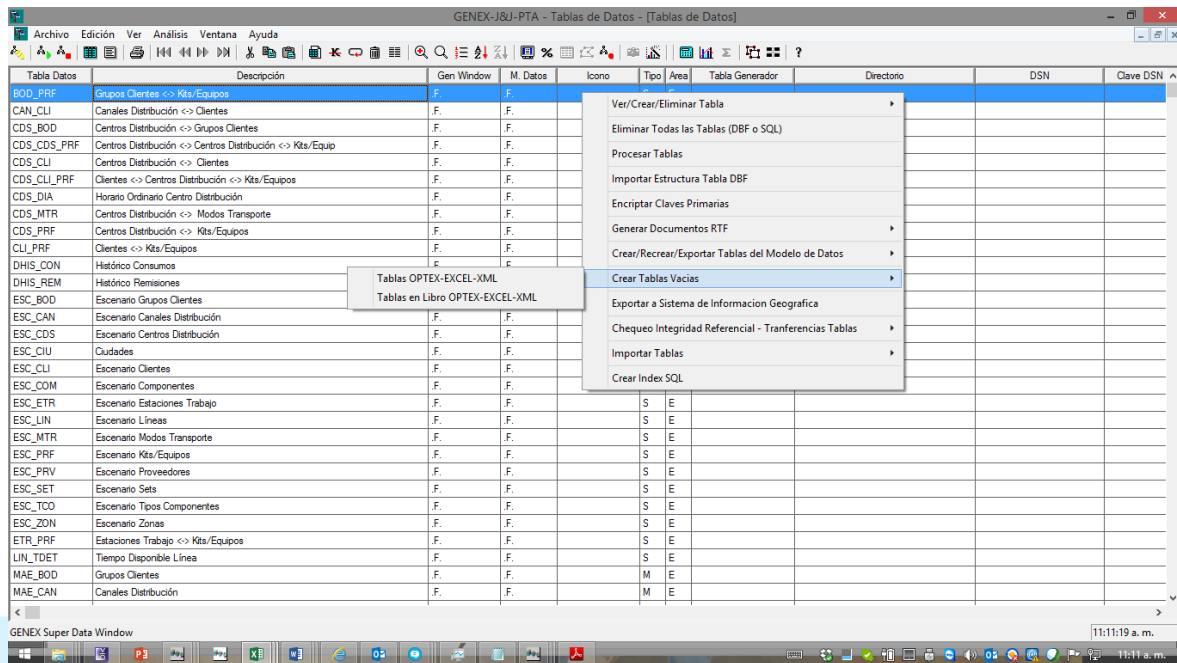 GENEX-J&J-PTA - Tablas de Datos - [Tablas de Datos]
Archivo Edición Ver Análisis Ventana Ayuda
Tabla Datos Descripción Gen Window M. Datos Icono Tipo Area Tabla Generador Directorio DSN Clave DSN
BOD_PRF Grupos Clientes <-> Kits/Equipos .F. .F.
CAN_CLI Canales Distribución <-> Clientes .F. .F.
CDS_BOD Centros Distribución <-> Grupos Clientes .F. .F.
CDS_CDS_PRF Centros Distribución <-> Centros Distribución <-> Kits/Equip .F. .F.
CDS_CLI Centros Distribución <-> Clientes .F. .F.
CDS_CLI_PRF Clientes <-> Centros Distribución <-> Kits/Equipos .F. .F.
CDS_DIA Horario Ordinario Centro Distribución .F. .F.
CDS_MTR Centros Distribución <-> Modos Transporte .F. .F.
CDS_PRF Centros Distribución <-> Kits/Equipos .F. .F.
CLI_PRF Clientes <-> Kits/Equipos .F. .F.
DHIS_CON Histórico Consumos
DHIS_REM Histórico Remisiones
ESC_BOD Escenario Grupos Clientes
ESC_CAN Escenario Canales Distribución .F. .F.
ESC_CDS Escenario Centros Distribución .F. .F.
ESC_CIU Ciudades .F. .F.
ESC_CLI Escenario Clientes .F. .F.
ESC_COM Escenario Componentes .F. .F.
ESC_ETR Escenario Estaciones Trabajo <-> .F. .F. S E
ESC_LIN Escenario Líneas .F. .F. S E
ESC_MTR Escenario Modos Transporte .F. .F. S E
ESC_PRF Escenario Kits/Equipos .F. .F. S E
ESC_PRV Escenario Proveedores .F. .F. S E
ESC_SET Escenario Sets .F. .F. S E
ESC_TCO Escenario Tipos Componentes .F. .F. S E
ESC_ZON Escenario Zonas .F. .F. S E
ETR_PRF Estaciones Trabajo <-> Kits/Equipos .F. .F. S E
LIN_TDET Tiempo Disponible Línea .F. .F. S E
MAE_BOD Grupos Clientes .F. .F. M E
MAE_CAN Canales Distribución .F. .F. M E
Ver/Crear/Eliminar Tabla
Eliminar Todas las Tablas (DBF o SQL)
Procesar Tablas
Importar Estructura Tabla DBF
Encriptar Claves Primarias
Generar Documentos RTF
Crear/Recrear/Exportar Tablas del Modelo de Datos
Crear Tablas Vacias
Exportar a Sistema de Informacion Geografica
Chequeo Integridad Referencial - Tranferencias Tablas
Importar Tablas
Crear Index SQL
Tablas OPTEX-EXCEL-XML
Tablas en Libro OPTEX-EXCEL-XML
GENEX Super Data Window 11:11:19 a. m.
11:11 a. m.